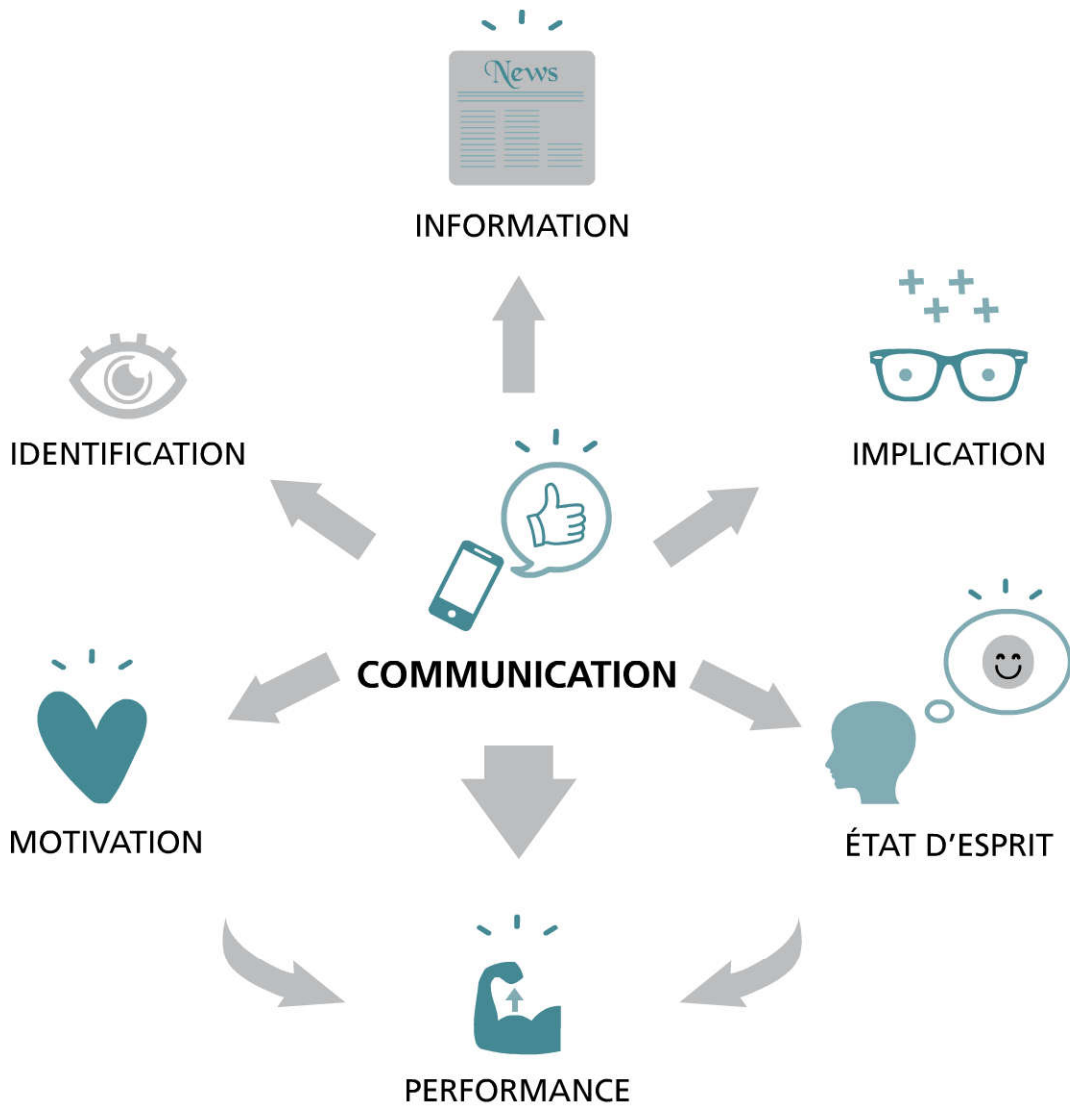 News
INFORMATION
IDENTIFICATION
IMPLICATION
COMMUNICATION
MOTIVATION
ÉTAT D’ESPRIT
PERFORMANCE